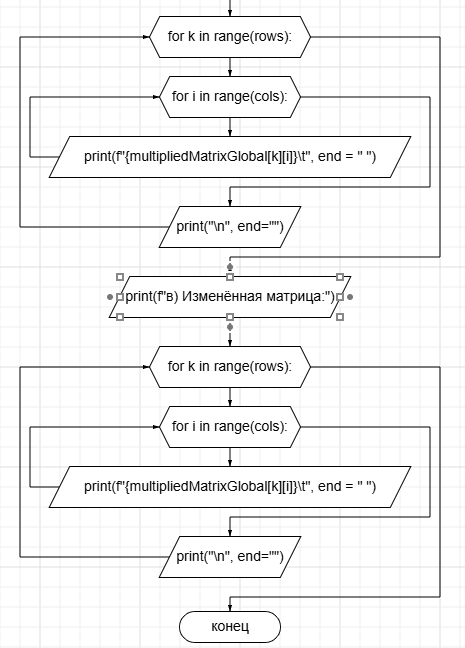 for k in range(rows):
for i in range(cols):
print(f"{multipliedMatrixGlobal[k][i]}\t", end = " ")
print("\n", end="")
print(f"в) Изменённая матрица:")
for k in range(rows):
for i in range(cols):
print(f"{multipliedMatrixGlobal[k][i]}\t", end = " ")
print("\n", end="")
конец